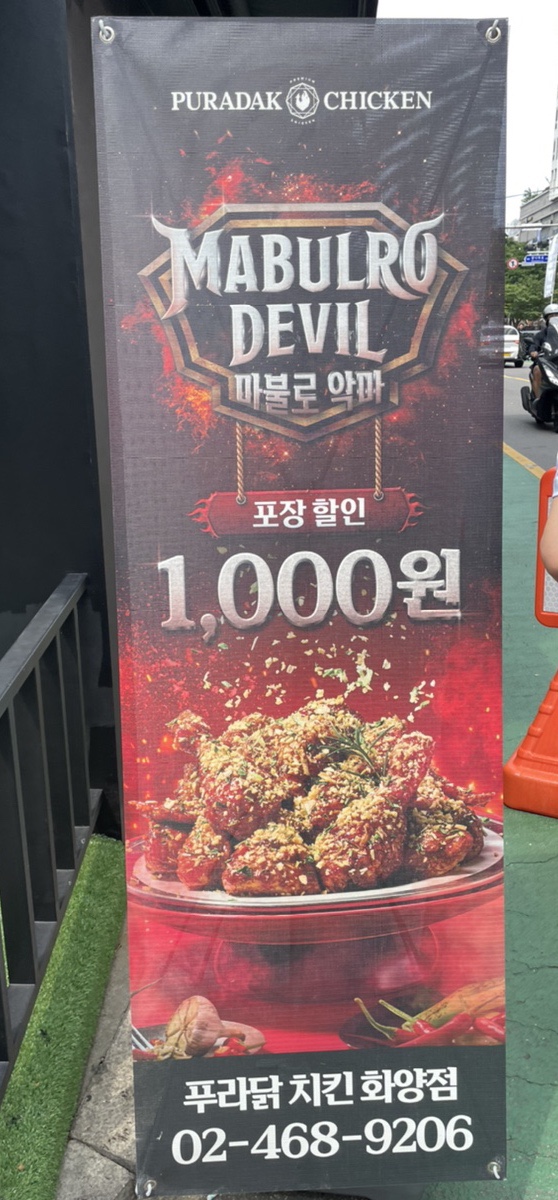 PURADAK CHICKEN
MABULRO
DEVIL
마불로 악마
포장 할인
1,000원
푸라닭 치킨 화양점
02-468-9206